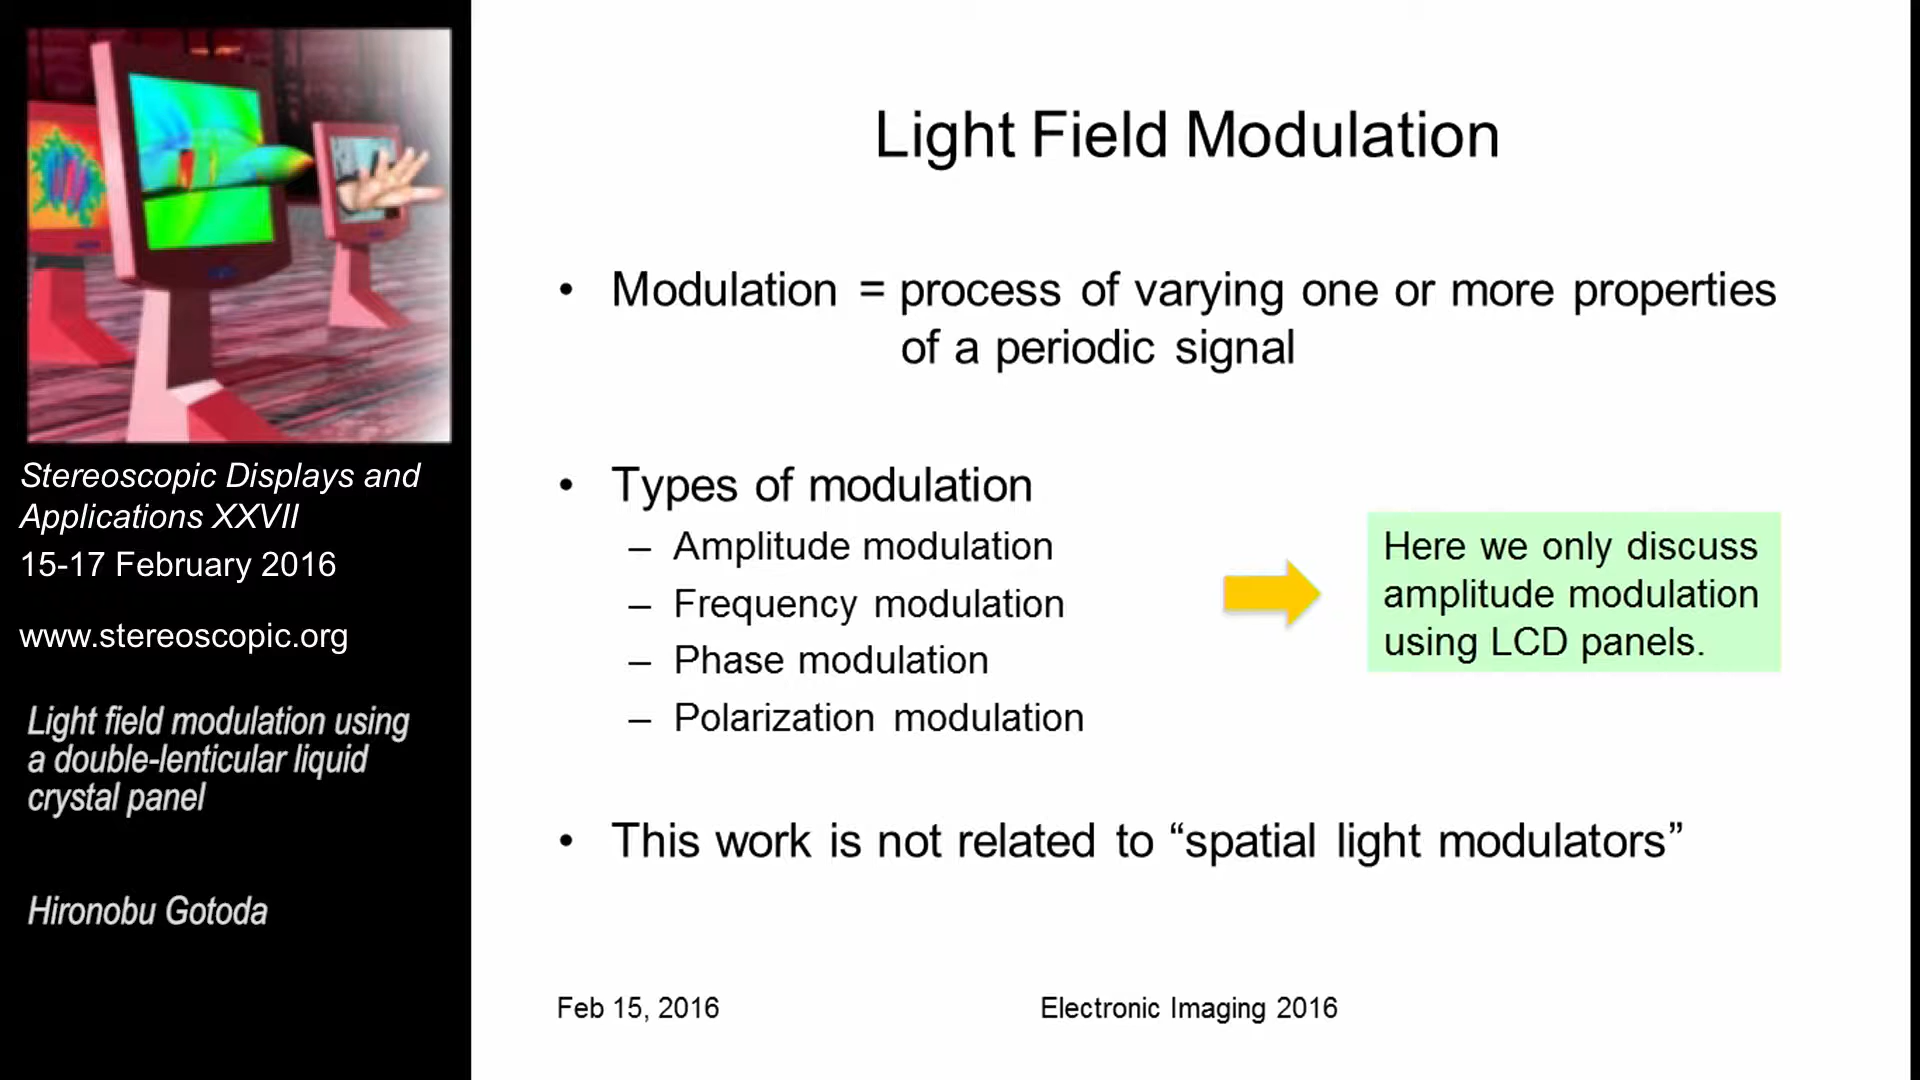 Stereoscopic Displays and
Applications XXVII
15-17 February 2016
www.stereoscopic.org
Light field modulation using
a double-lenticular liquid
crystal panel
Hironobu Gotoda
Light Field Modulation
• Modulation = process of varying one or more properties
of a periodic signal
• Types of modulation
– Amplitude modulation
– Frequency modulation
– Phase modulation
– Polarization modulation
Here we only discuss
amplitude modulation
using LCD panels.
• This work is not related to “spatial light modulators”
Feb 15, 2016
Electronic Imaging 2016